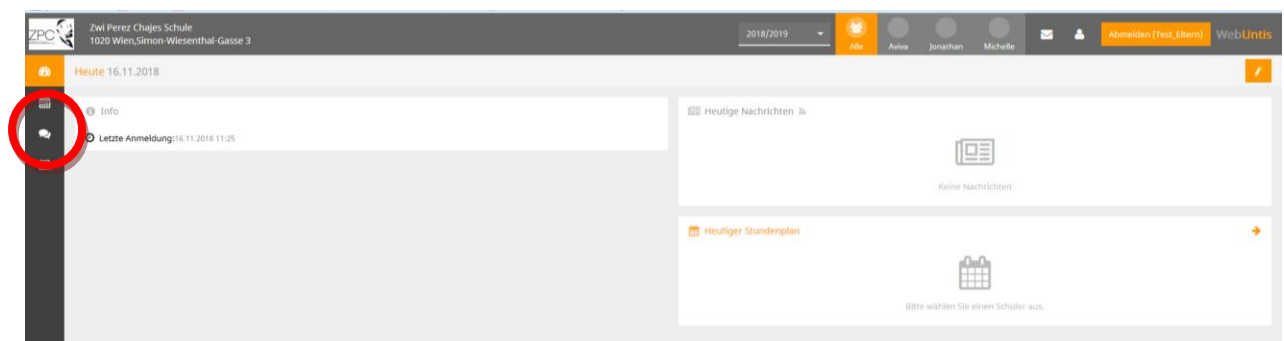 ZPC
Zwi Perez Chajes Schule
1020 Wien,Simon-Wiesenthal-Gasse 3
2018/2019
Alle
Aviva
Jonathan
Michelle
Abmelden (Test_Eltern)
WebUntis
Heute 16.11.2018
Info
Letzte Anmeldung:16.11.2018 11:25
Heutige Nachrichten
Keine Nachrichten
Heutiger Stundenplan
Bitte wählen Sie einen Schüler aus.